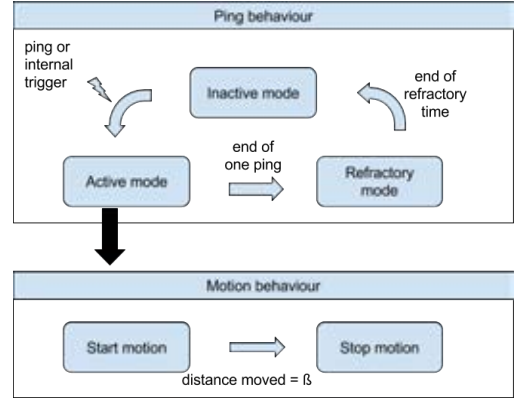 Ping behaviour
ping or
internal
trigger
Inactive mode
end of
refractory
time
end of
one ping
Active mode
Refractory
mode
Motion behaviour
Start motion
Stop motion
distance moved = ß